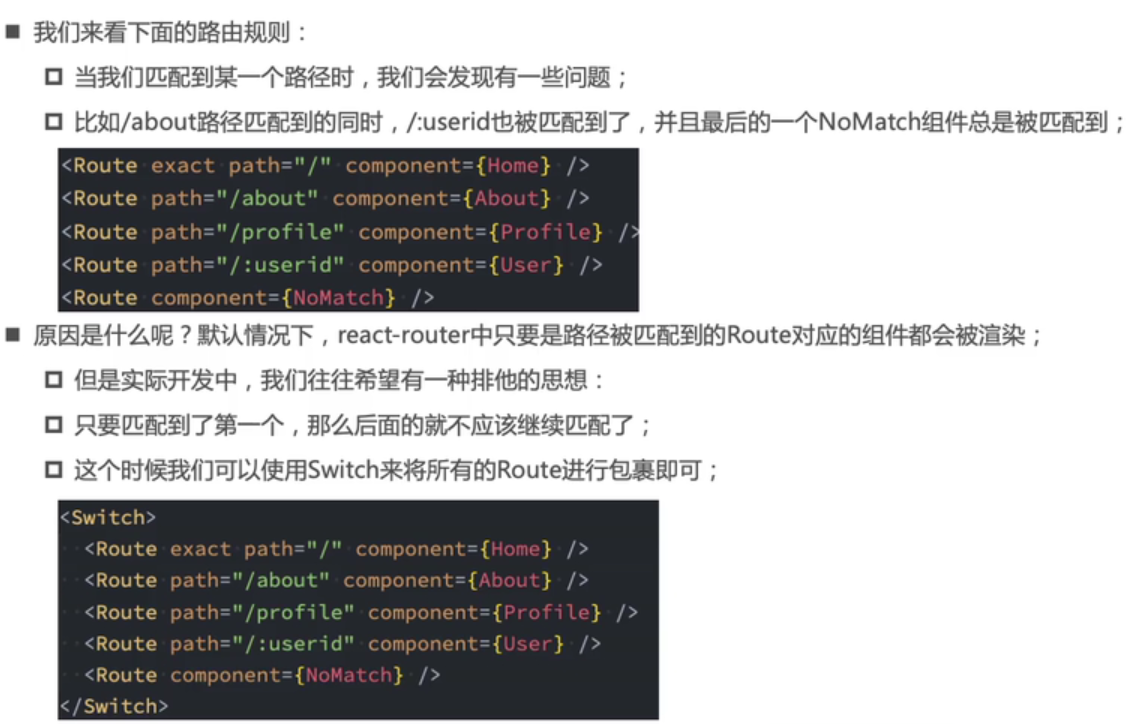 ■ 我们来看下面的路由规则：
□ 当我们匹配到某一个路径时，我们会发现有一些问题；
□ 比如/about路径匹配到的同时，/:userid也被匹配到了，并且最后的一个NoMatch组件总是被匹配到；
<Route exact path="/" component={Home} />
<Route path="/about" component={About} />
<Route path="/profile" component={Profile} />
<Route path="/:userid" component={User} />
<Route component={NoMatch} />
■ 原因是什么呢？默认情况下，react-router中只要是路径被匹配到的Route对应的组件都会被渲染；
□ 但是实际开发中，我们往往希望有一种排他的思想：
□ 只要匹配到了第一个，那么后面的就不应该继续匹配了；
□ 这个时候我们可以使用Switch来将所有的Route进行包裹即可；
<Switch>
<Route exact path="/" component={Home} />
<Route path="/about" component={About} />
<Route path="/profile" component={Profile} />
<Route path="/:userid" component={User} />
<Route component={NoMatch} />
</Switch>